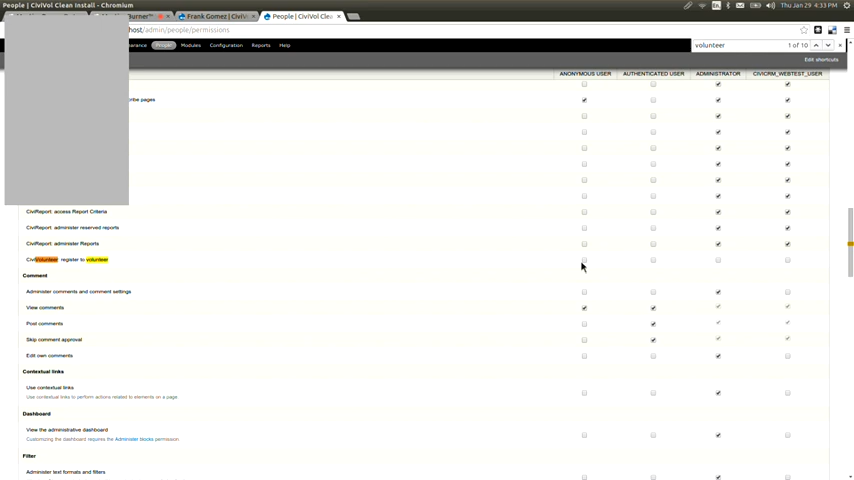 People | CiviVol Clean Install - Chromium
En
Thu Jan 29 4:33 PM
Frank Gomez | CiviV
People | CiviVol Clean
host/admin/people/permissions
earance People Modules Configuration Reports Help
volunteer 1 of 10
Edit shortcuts
ANONYMOUS USER AUTHENTICATED USER ADMINISTRATOR CIVICRM_WEBTEST_USER
cribe pages
CiviReport: access Report Criteria
CiviReport: administer reserved reports
CiviReport: administer Reports
CiviVolunteer: register to volunteer
Comment
Administer comments and comment settings
View comments
Post comments
Skip comment approval
Edit own comments
Contextual links
Use contextual links
Use contextual links to perform actions related to elements on a page.
Dashboard
View the administrative dashboard
Customizing the dashboard requires the Administer blocks permission.
Filter
Administer text formats and filters